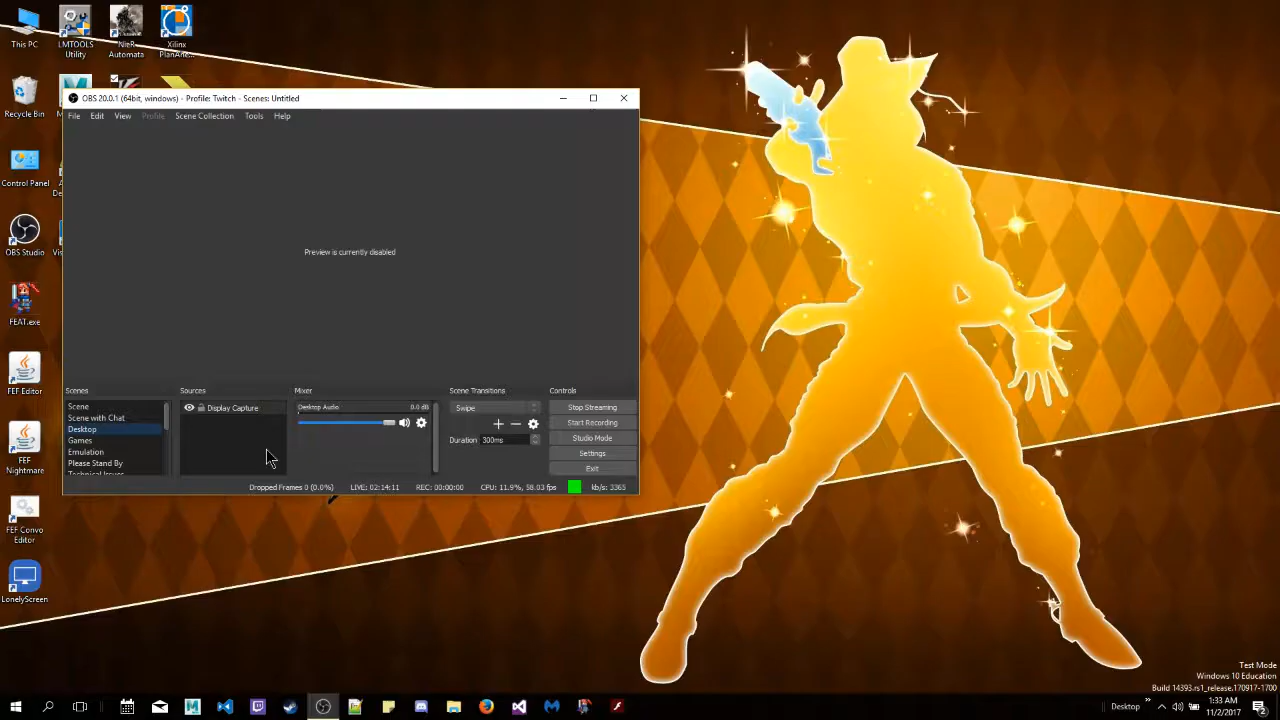 This PC
LMTOOLS Utility
NieR Automata
Xilinx PlanAhe...
Recycle Bin
Control Panel
OBS Studio
FEAT.exe
FEF Editor
FEF Nightmare
FEF Convo Editor
LonelyScreen
OBS 20.0.1 (64bit, windows) - Profile: Twitch - Scenes: Untitled
File Edit View Profile Scene Collection Tools Help
Preview is currently disabled
Scenes
Scene
Scene with Chat
Desktop
Games
Emulation
Please Stand By
Technical Issues
Sources
Display Capture
Mixer
Desktop Audio 0.0 dB
Scene Transitions
Swipe
Duration 300ms
Controls
Stop Streaming
Start Recording
Studio Mode
Settings
Exit
Dropped Frames 0 (0.0%) LIVE: 02:14:11 REC: 00:00:00 CPU: 11.9%, 58.03 fps kb/s: 3365
Test Mode
Windows 10 Education
Build 14393.rs1_release.170917-1700
Desktop
1:33 AM
11/2/2017
2